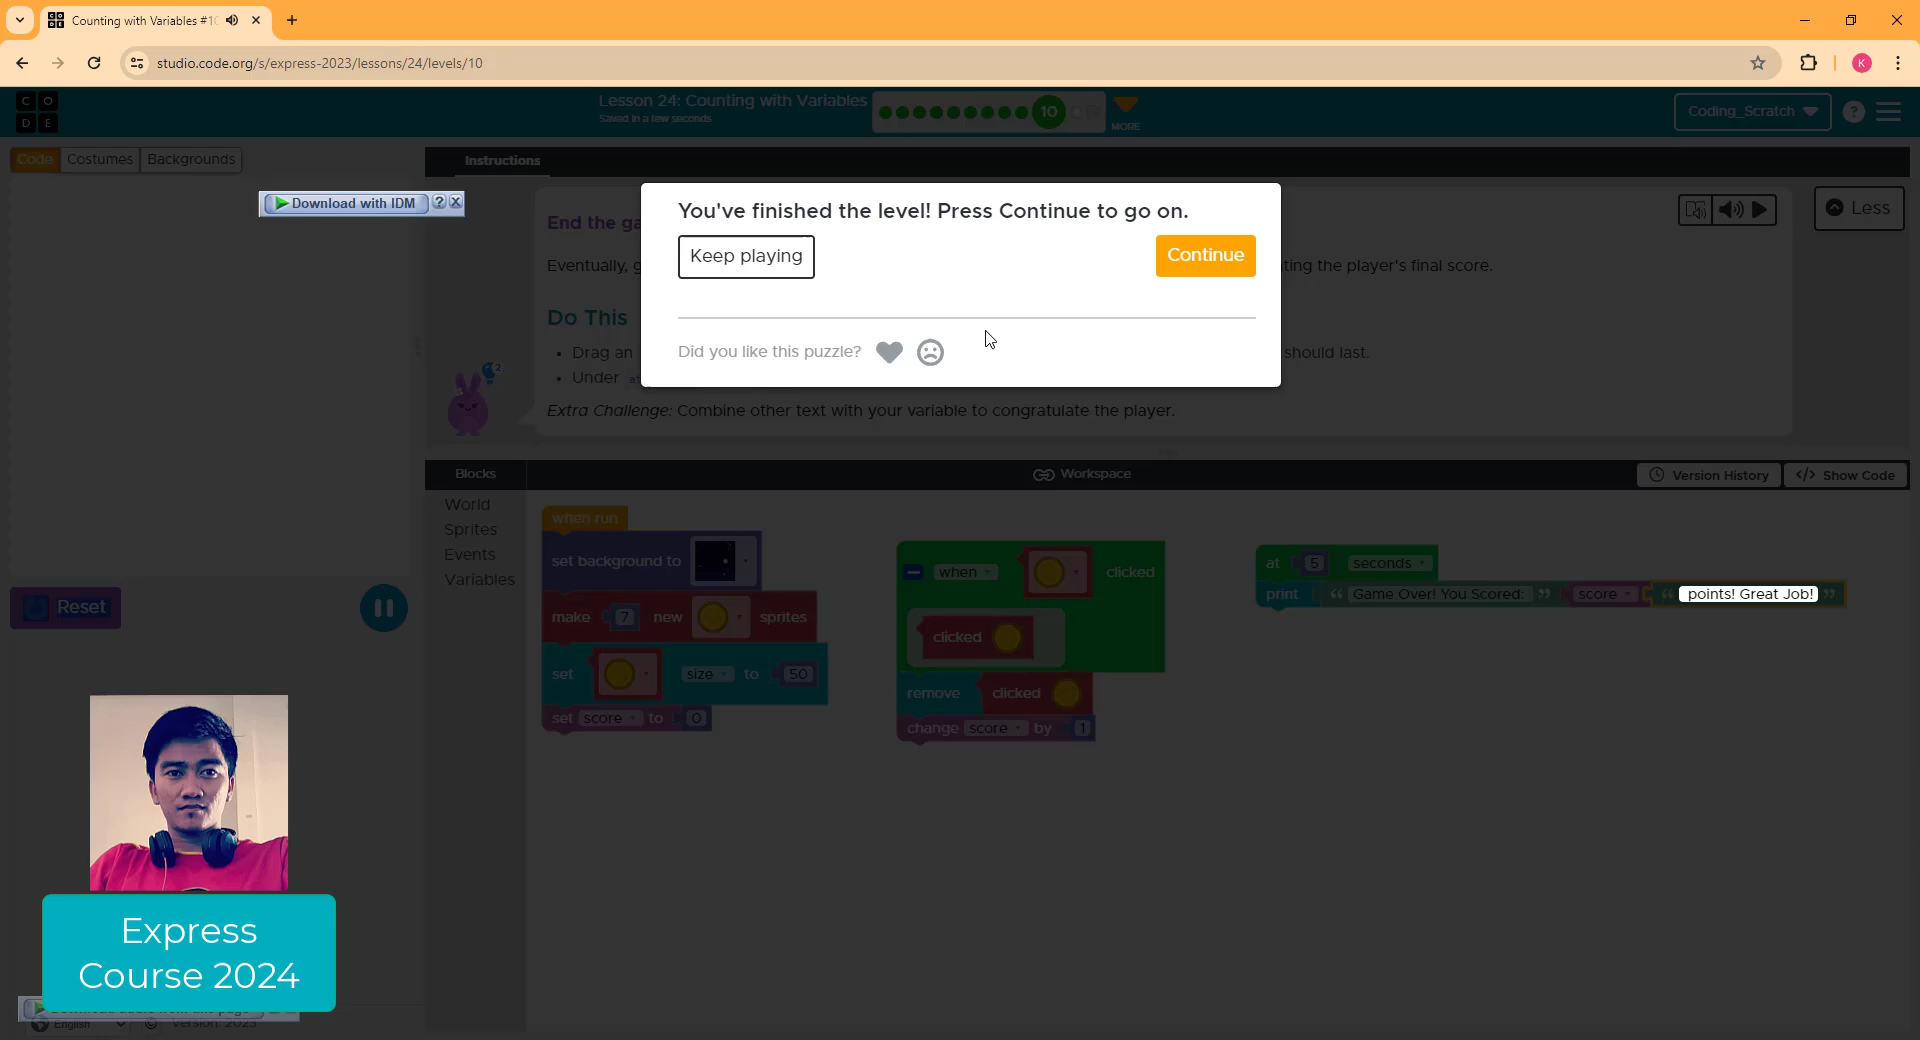 Counting with Variables #10
studio.code.org/s/express-2023/lessons/24/levels/10
K
C O
D E
Lesson 24: Counting with Variables
Saved in a few seconds
10
MORE
Coding_Scratch
?
Code Costumes Backgrounds
Instructions
Download with IDM ? X
End the ga
Less
Eventually, g
ting the player's final score.
Do This
Drag an
should last.
Under
Extra Challenge: Combine other text with your variable to congratulate the player.
2
You've finished the level! Press Continue to go on.
Keep playing
Continue
Did you like this puzzle?
Blocks
Workspace
Version History
</> Show Code
World
Sprites
Events
Variables
Reset
when run
set background to
make 7 new sprites
set size to 50
set score to 0
when clicked
clicked
remove clicked
change score by 1
at 5 seconds
print “ Game Over! You Scored: ” score “ points! Great Job! ”
Express
Course 2024
English
© Version: 2023